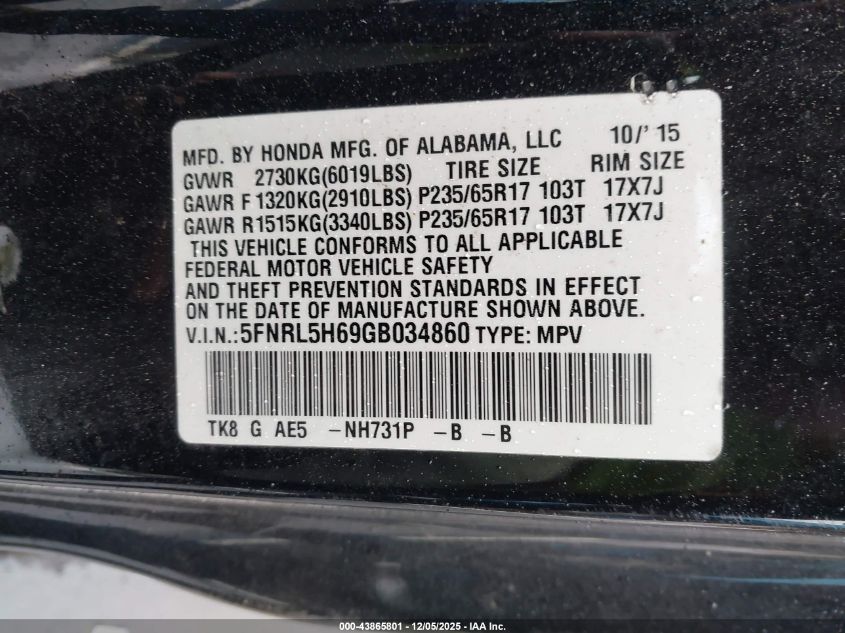 MFD. BY HONDA MFG. OF ALABAMA, LLC 10/' 15
GVWR 2730KG(6019LBS) TIRE SIZE RIM SIZE
GAWR F 1320KG(2910LBS) P235/65R17 103T 17X7J
GAWR R1515KG(3340LBS) P235/65R17 103T 17X7J
THIS VEHICLE CONFORMS TO ALL APPLICABLE
FEDERAL MOTOR VEHICLE SAFETY
AND THEFT PREVENTION STANDARDS IN EFFECT
ON THE DATE OF MANUFACTURE SHOWN ABOVE.
V.I.N.:5FNRL5H69GB034860 TYPE: MPV
TK8 G AE5 -NH731P -B -B
000-43865801 - 12/05/2025 - IAA Inc.